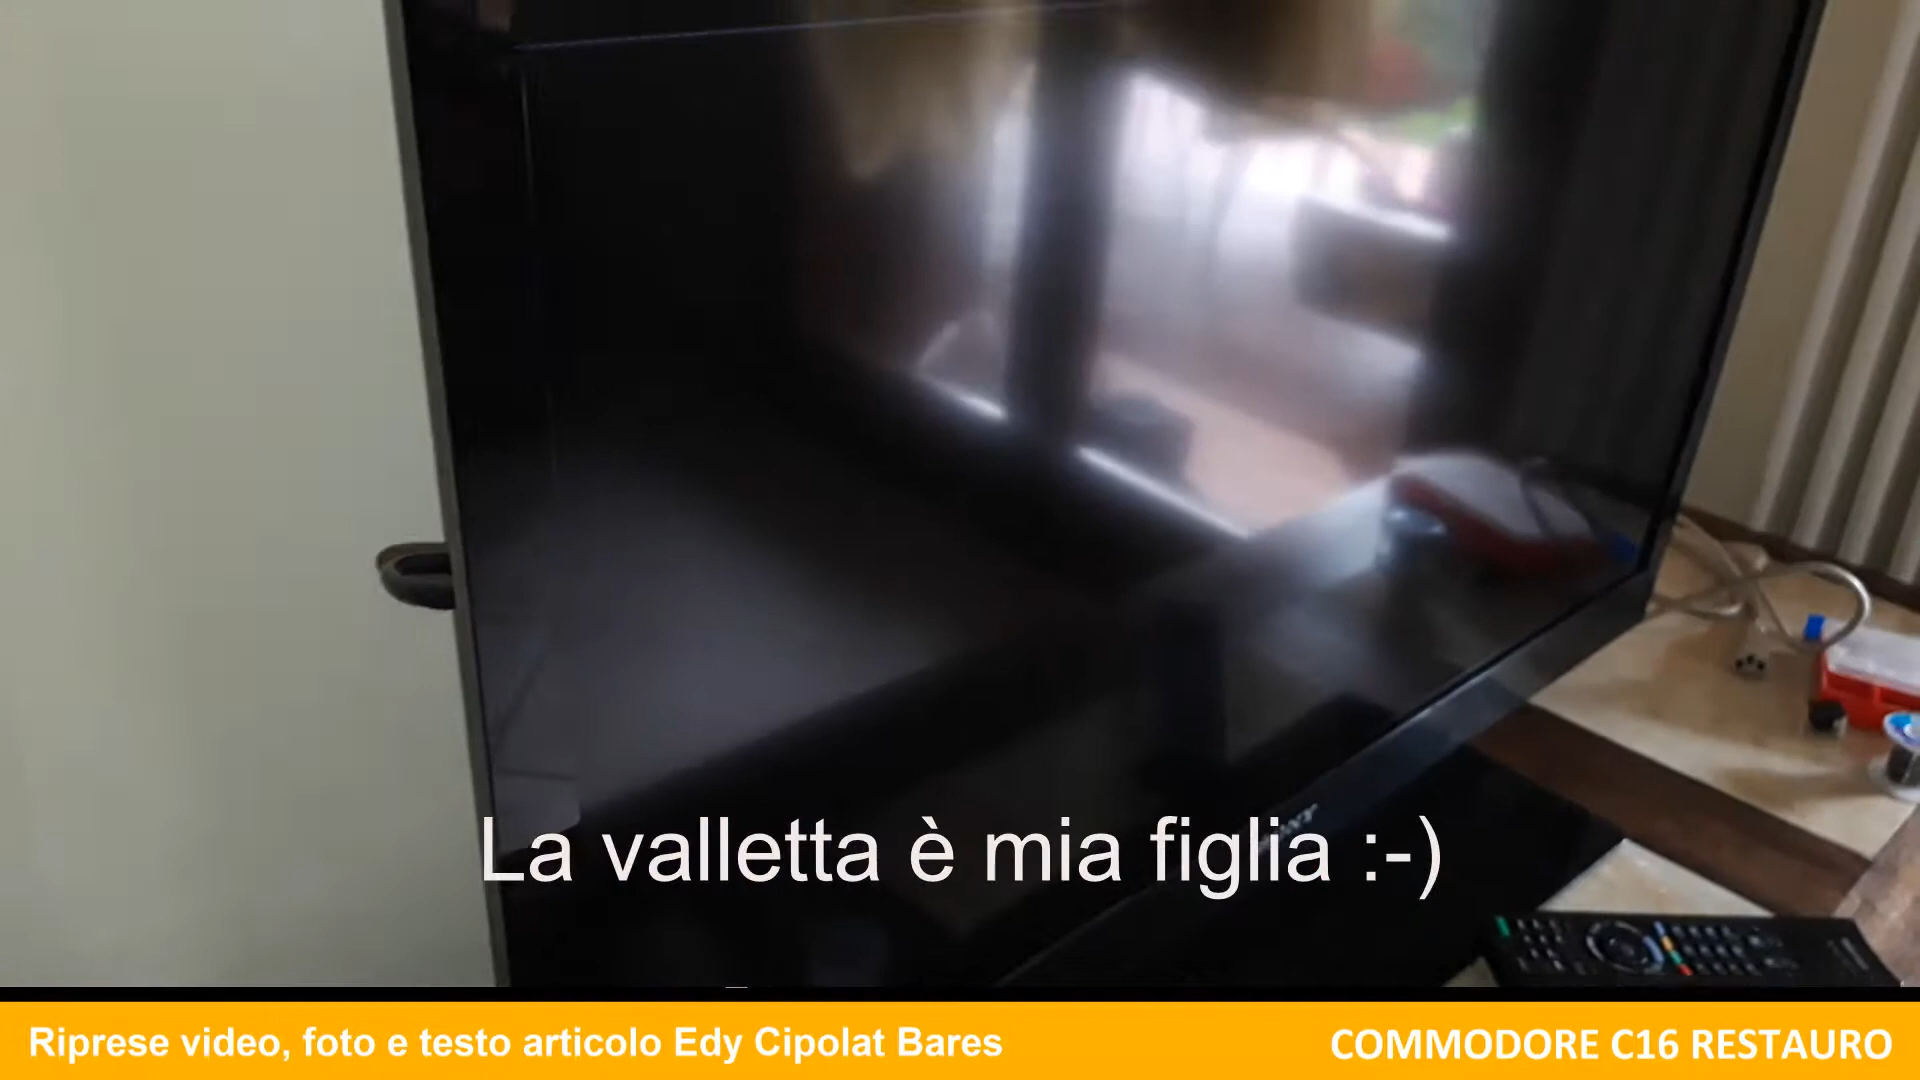 La valletta è mia figlia :-)
Riprese video, foto e testo articolo Edy Cipolat Bares
COMMODORE C16 RESTAURO